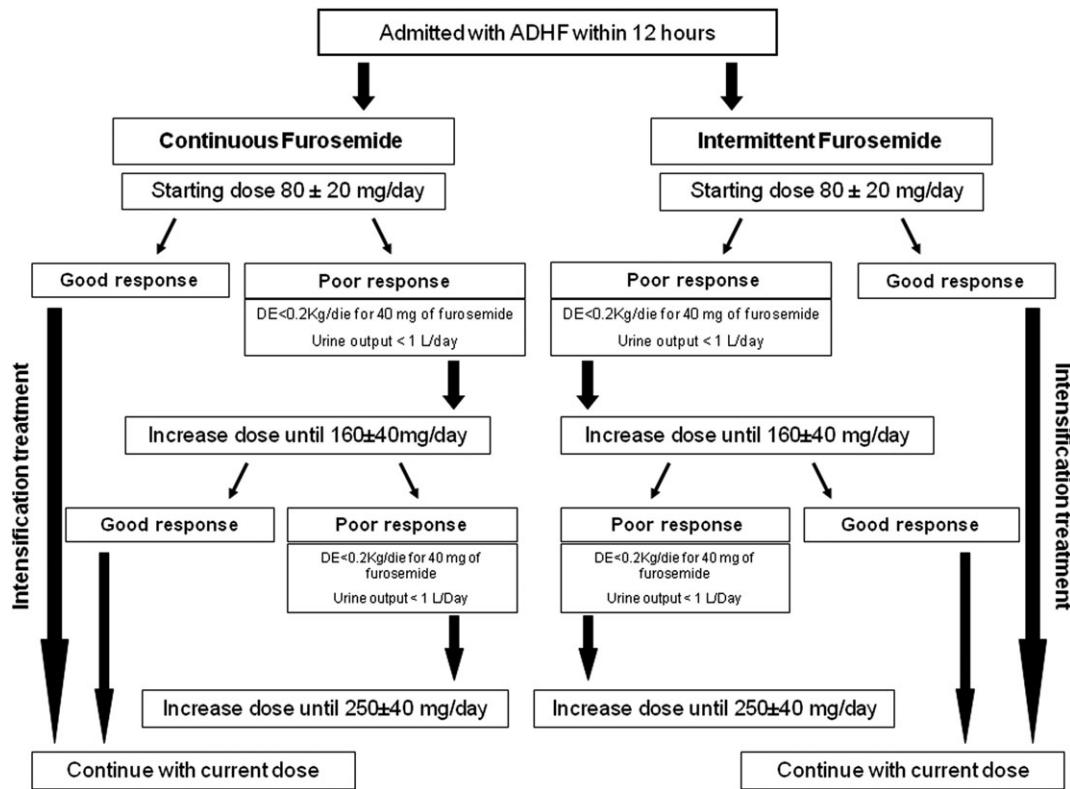 Admitted with ADHF within 12 hours
Continuous Furosemide
Intermittent Furosemide
Starting dose 80 ± 20 mg/day
Starting dose 80 ± 20 mg/day
Good response
Poor response
DE<0.2Kg/die for 40 mg of furosemide
Urine output < 1 L/day
Poor response
DE<0.2Kg/die for 40 mg of furosemide
Urine output < 1 L/day
Good response
Intensification treatment
Intensification treatment
Increase dose until 160±40mg/day
Increase dose until 160±40 mg/day
Good response
Poor response
DE<0.2Kg/die for 40 mg of
furosemide
Urine output < 1 L/Day
Poor response
DE<0.2Kg/die for 40 mg of
furosemide
Urine output < 1 L/Day
Good response
Increase dose until 250±40 mg/day
Increase dose until 250±40 mg/day
Continue with current dose
Continue with current dose